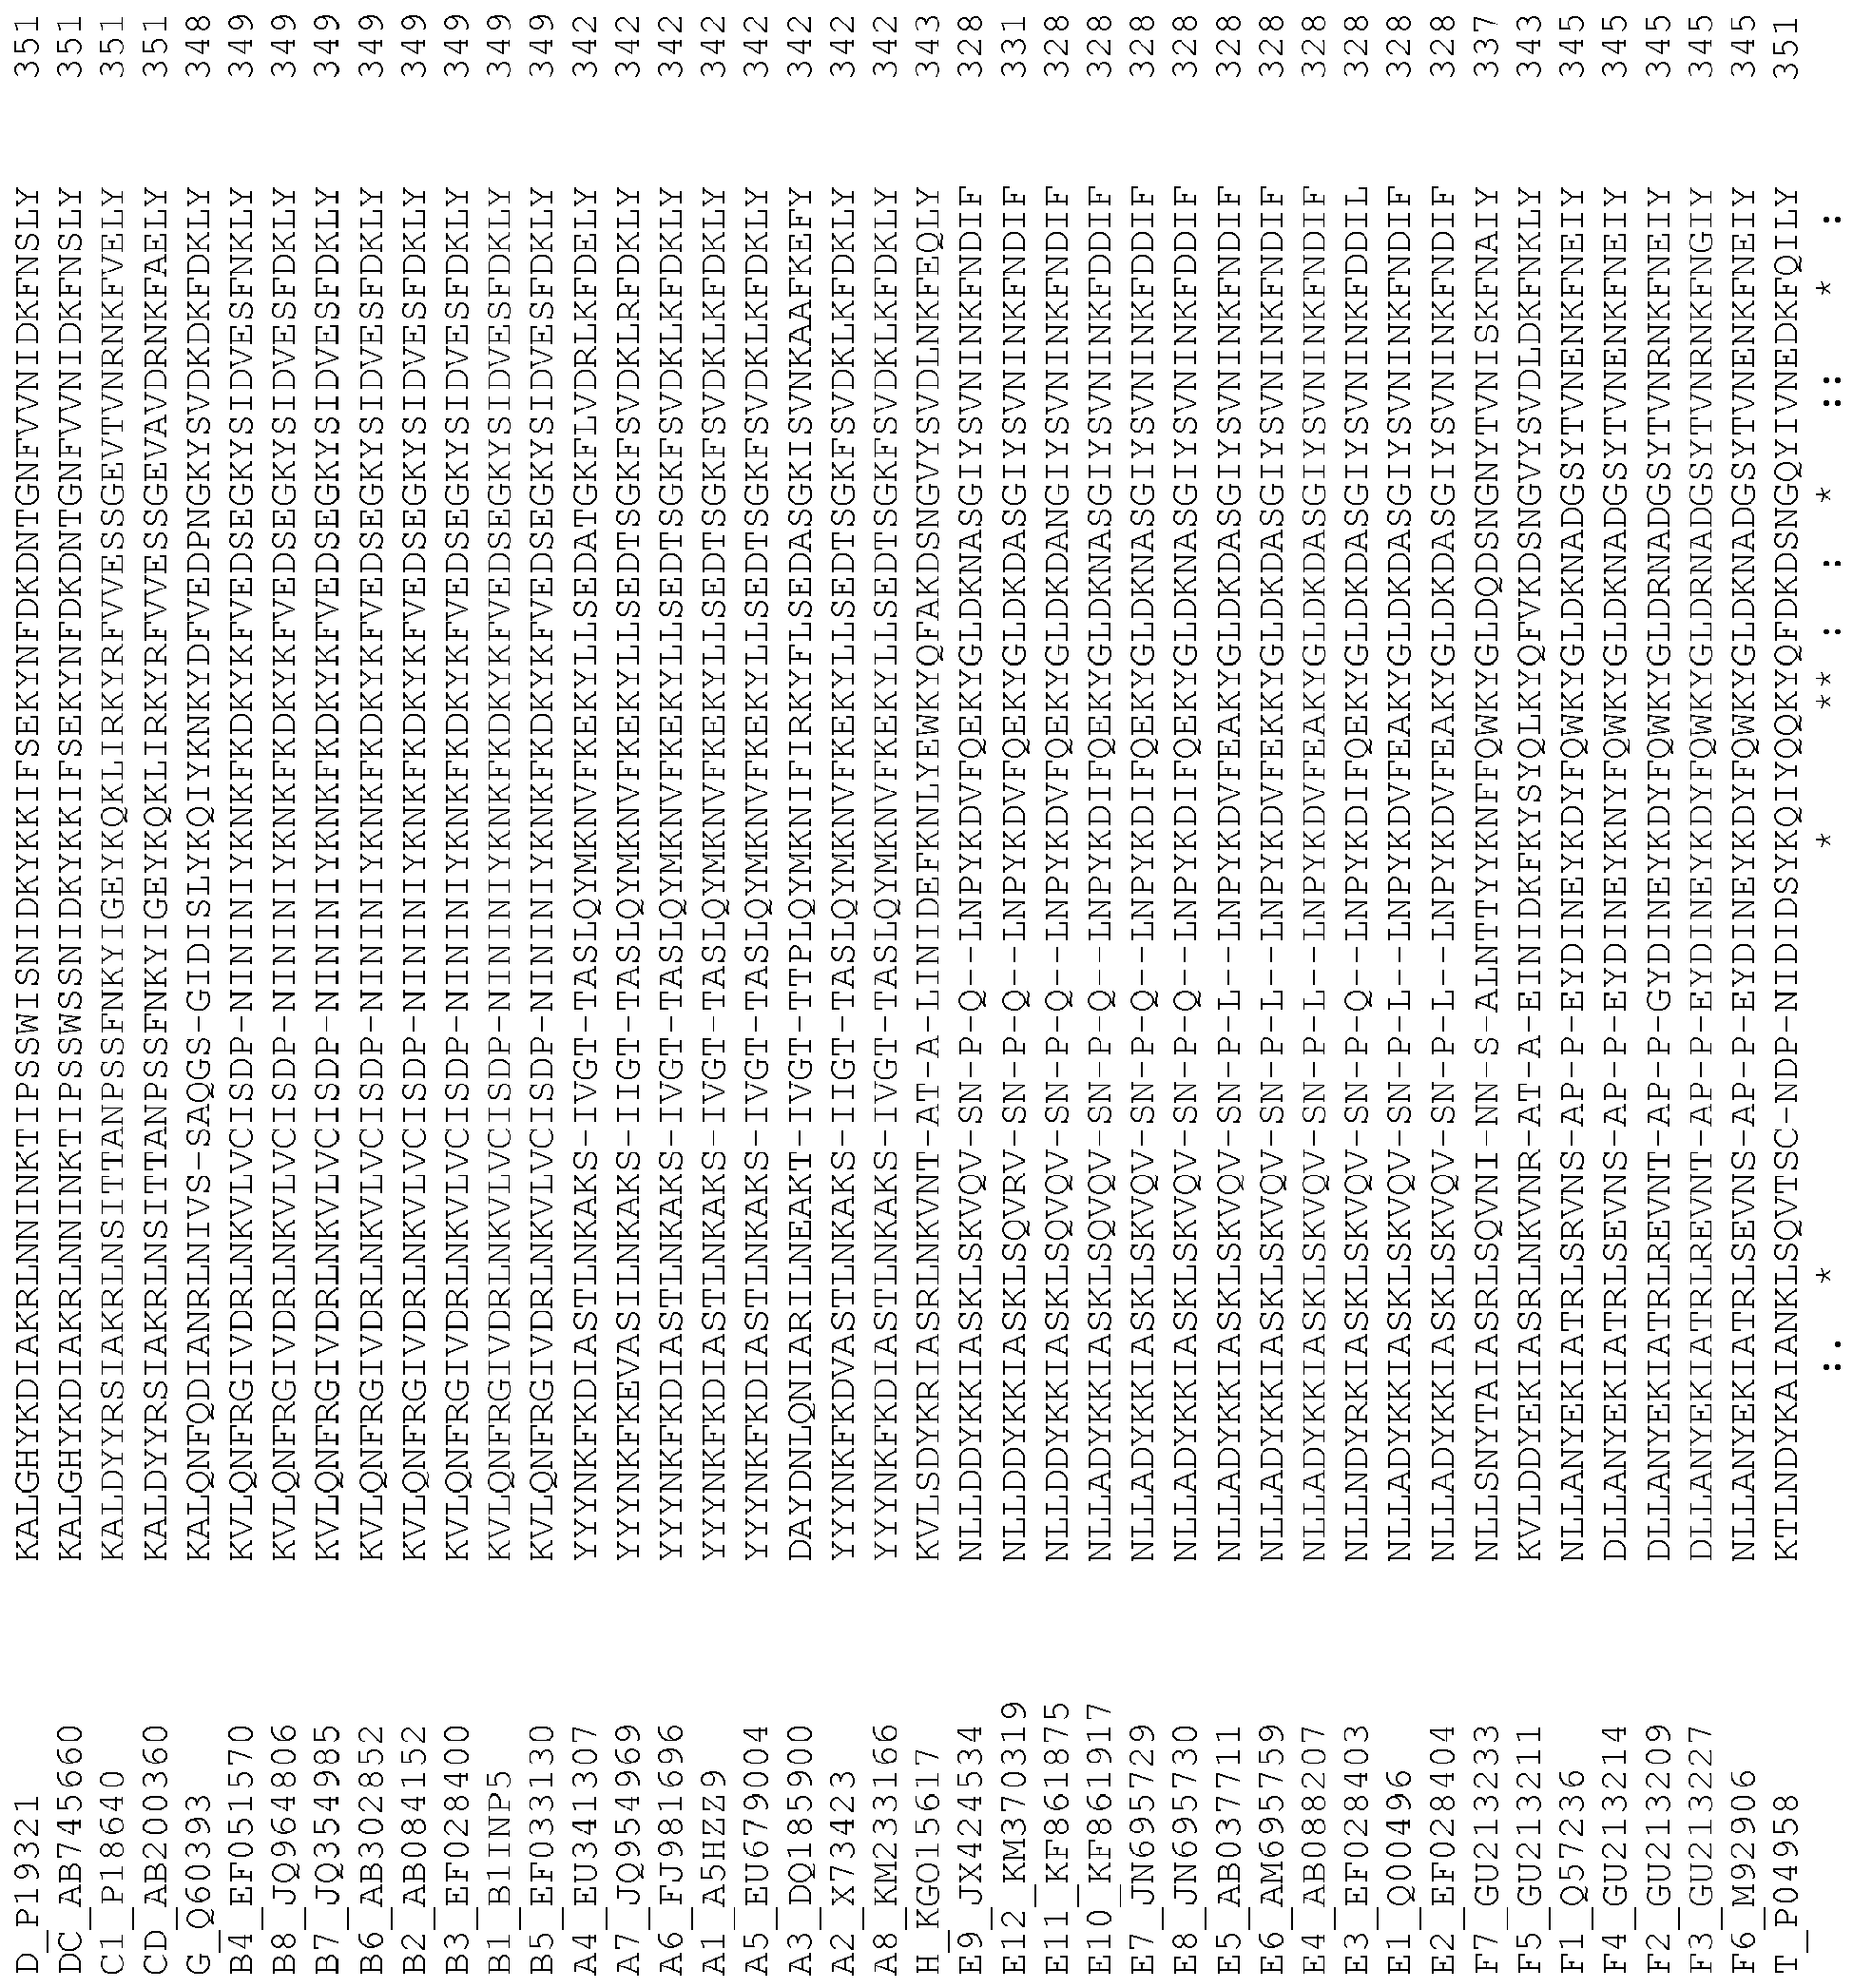 D_P19321 KALGHYKDIAKRLNNINKTIPSSWISNIDKYKKIFSEKYNFDKDNTGNFVVNIDKFNSLY 351
DC_AB745660 KALGHYKDIAKRLNNINKTIPSSWSSNIDKYKKIFSEKYNFDKDNTGNFVVNIDKFNSLY 351
C1_P18640 KALDYYRSIAKRLNSITTANPSSFNKYIGEYKQKLIRKYRFVVESSGEVTVNRNKFVELY 351
CD_AB200360 KALDYYRSIAKRLNSITTANPSSFNKYIGEYKQKLIRKYRFVVESSGEVAVDRNKFAELY 351
G_Q60393 KALQNFQDIANRLNIVS-SAQGS-GIDISLYKQIYKNKYDFVEDPNGKYSVDKDKFDKLY 348
B4_EF051570 KVLQNFRGIVDRLNKVLVCISDP-NININIYKNKFKDKYKFVEDSEGKYSIDVESFNKLY 349
B8_JQ964806 KVLQNFRGIVDRLNKVLVCISDP-NININIYKNKFKDKYKFVEDSEGKYSIDVESFDKLY 349
B7_JQ354985 KVLQNFRGIVDRLNKVLVCISDP-NININIYKNKFKDKYKFVEDSEGKYSIDVESFDKLY 349
B6_AB302852 KVLQNFRGIVDRLNKVLVCISDP-NININIYKNKFKDKYKFVEDSEGKYSIDVESFDKLY 349
B2_AB084152 KVLQNFRGIVDRLNKVLVCISDP-NININIYKNKFKDKYKFVEDSEGKYSIDVESFDKLY 349
B3_EF028400 KVLQNFRGIVDRLNKVLVCISDP-NININIYKNKFKDKYKFVEDSEGKYSIDVESFDKLY 349
B1_B1INP5 KVLQNFRGIVDRLNKVLVCISDP-NININIYKNKFKDKYKFVEDSEGKYSIDVESFDKLY 349
B5_EF033130 KVLQNFRGIVDRLNKVLVCISDP-NININIYKNKFKDKYKFVEDSEGKYSIDVESFDKLY 349
A4_EU341307 YYYNKFKDIASTLNKAKS-IVGT-TASLQYMKNVFKEKYLLSEDATGKFLVDRLKFDELY 342
A7_JQ954969 YYYNKFKEVASILNKAKS-IIGT-TASLQYMKNVFKEKYLLSEDTSGKFSVDKLRFDKLY 342
A6_FJ981696 YYYNKFKDIASTLNKAKS-IVGT-TASLQYMKNVFKEKYLLSEDTSGKFSVDKLKFDKLY 342
A1_A5HZZ9 YYYNKFKDIASTLNKAKS-IVGT-TASLQYMKNVFKEKYLLSEDTSGKFSVDKLKFDKLY 342
A5_EU679004 YYYNKFKDIASTLNKAKS-IVGT-TASLQYMKNVFKEKYLLSEDTSGKFSVDKLKFDKLY 342
A3_DQ185900 DAYDNLQNIARILNEAKT-IVGT-TTPLQYMKNIFIRKYFLSEDASGKISVNKAAFKEFY 342
A2_X73423 YYYNKFKDVASTLNKAKS-IIGT-TASLQYMKNVFKEKYLLSEDTSGKFSVDKLKFDKLY 342
A8_KM233166 YYYNKFKDIASTLNKAKS-IVGT-TASLQYMKNVFKEKYLLSEDTSGKFSVDKLKFDKLY 342
H_KGO15617 KVLSDYKRIASRLNKVNT-AT-A-LINIDEFKNLYEWKYQFAKDSNGVYSVDLNKFEQLY 343
E9_JX424534 NLLDDYKKIASKLSKVQV-SN-P-Q--LNPYKDVFQEKYGLDKNASGIYSVNINKFNDIF 328
E12_KM370319 NLLDDYKKIASKLSQVRV-SN-P-Q--LNPYKDVFQEKYGLDKDASGIYSVNINKFNDIF 331
E11_KF861875 NLLDDYKKIASKLSQVQV-SN-P-Q--LNPYKDVFQEKYGLDKDANGIYSVNINKFNDIF 328
E10_KF861917 NLLADYKKIASKLSQVQV-SN-P-Q--LNPYKDIFQEKYGLDKNASGIYSVNINKFDDIF 328
E7_JN695729 NLLADYKKIASKLSKVQV-SN-P-Q--LNPYKDIFQEKYGLDKNASGIYSVNINKFDDIF 328
E8_JN695730 NLLADYKKIASKLSKVQV-SN-P-Q--LNPYKDIFQEKYGLDKNASGIYSVNINKFDDIF 328
E5_AB037711 NLLADYKKIASKLSKVQV-SN-P-L--LNPYKDVFEAKYGLDKDASGIYSVNINKFNDIF 328
E6_AM695759 NLLADYKKIASKLSKVQV-SN-P-L--LNPYKDVFEKKYGLDKDASGIYSVNINKFNDIF 328
E4_AB088207 NLLADYKKIASKLSKVQV-SN-P-L--LNPYKDVFEAKYGLDKDASGIYSVNINKFNDIF 328
E3_EF028403 NLLNDYRKIASKLSKVQV-SN-P-Q--LNPYKDIFQEKYGLDKDASGIYSVNINKFDDIL 328
E1_Q00496 NLLADYKKIASKLSKVQV-SN-P-L--LNPYKDVFEAKYGLDKDASGIYSVNINKFNDIF 328
E2_EF028404 NLLADYKKIASKLSKVQV-SN-P-L--LNPYKDVFEAKYGLDKDASGIYSVNINKFNDIF 328
F7_GU213233 NLLSNYTAIASRLSQVNI-NN-S-ALNTTYYKNFFQWKYGLDQDSNGNYTVNISKFNAIY 337
F5_GU213211 KVLDDYEKIASRLNKVNR-AT-A-EINIDKFKYSYQLKYQFVKDSNGVYSVDLDKFNKLY 343
F1_Q57236 NLLANYEKIATRLSRVNS-AP-P-EYDINEYKDYFQWKYGLDKNADGSYTVNENKFNEIY 345
F4_GU213214 DLLANYEKIATRLSEVNS-AP-P-EYDINEYKNYFQWKYGLDKNADGSYTVNENKFNEIY 345
F2_GU213209 DLLANYEKIATRLREVNT-AP-P-GYDINEYKDYFQWKYGLDRNADGSYTVNRNKFNEIY 345
F3_GU213227 DLLANYEKIATRLREVNT-AP-P-EYDINEYKDYFQWKYGLDRNADGSYTVNRNKFNGIY 345
F6_M92906 NLLANYEKIATRLSEVNS-AP-P-EYDINEYKDYFQWKYGLDKNADGSYTVNENKFNEIY 345
T_P04958 KTLNDYKAIANKLSQVTSC-NDP-NIDIDSYKQIYQQKYQFDKDSNGQYIVNEDKFQILY 351
:.  *                  *     ** :  :  *   ::   *  :